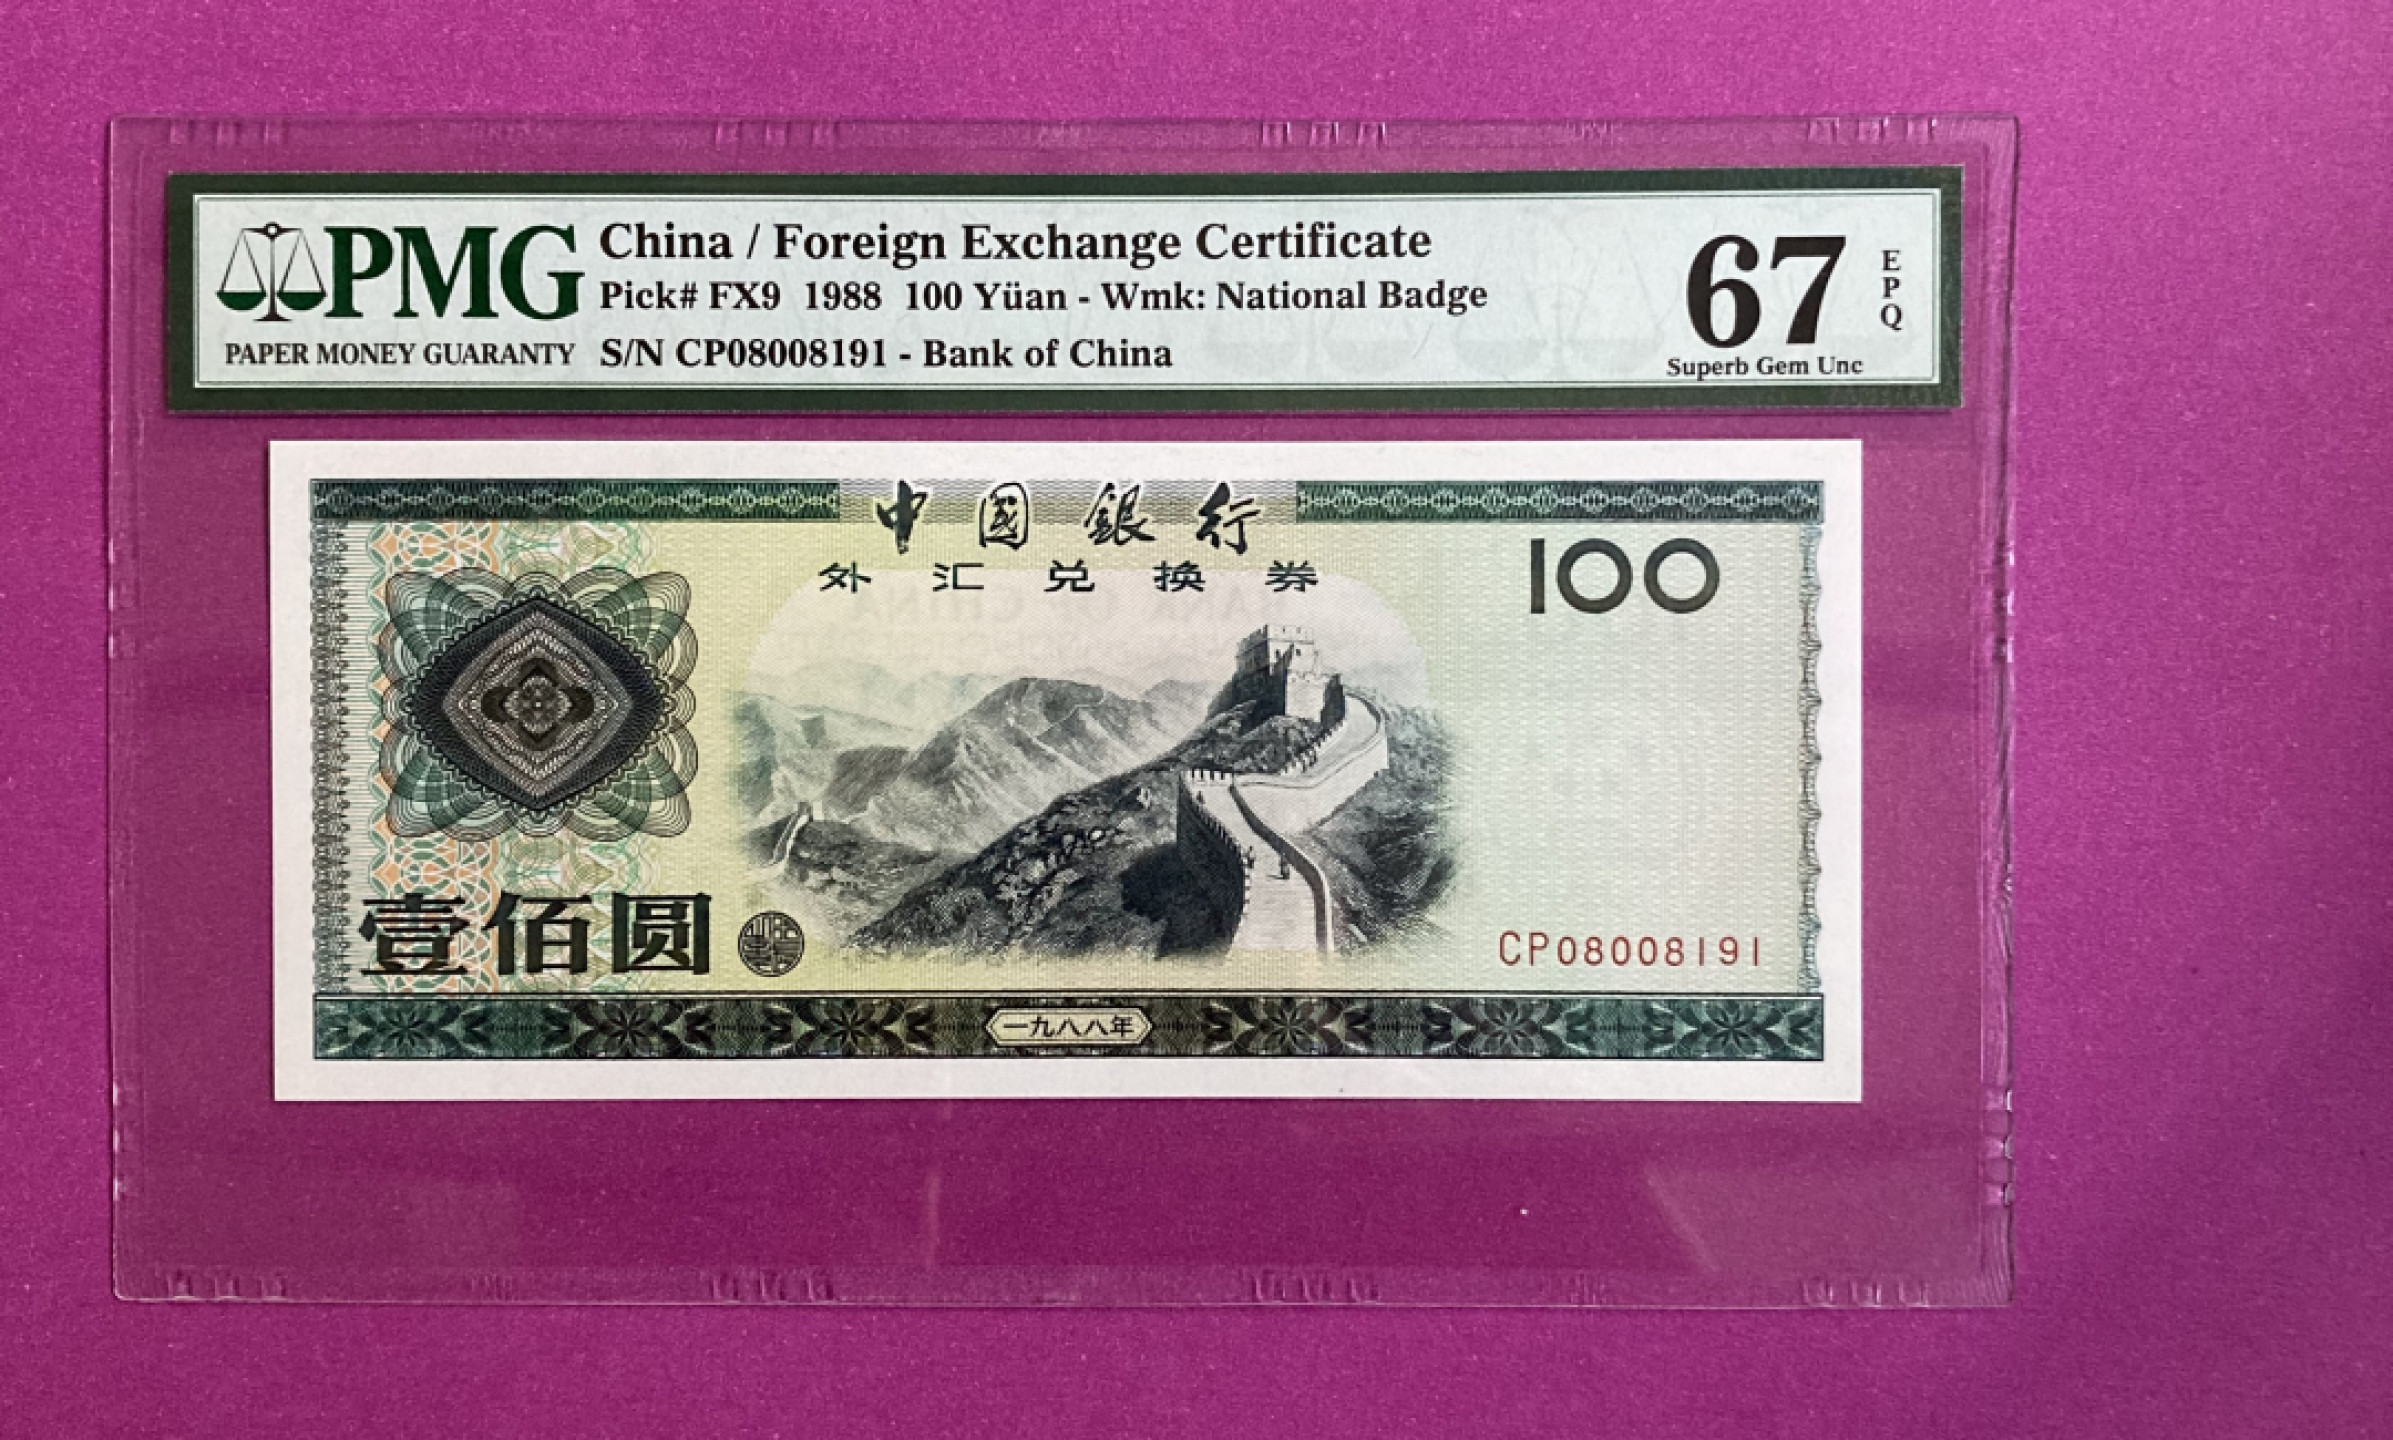 PMG
PAPER MONEY GUARANTY
China / Foreign Exchange Certificate
Pick# FX9 1988 100 Yüan - Wmk: National Badge
S/N CP08008191 - Bank of China
67
EPQ
Superb Gem Unc
中國銀行
外汇兑换券
100
壹佰圆
CP08008191
一九八八年